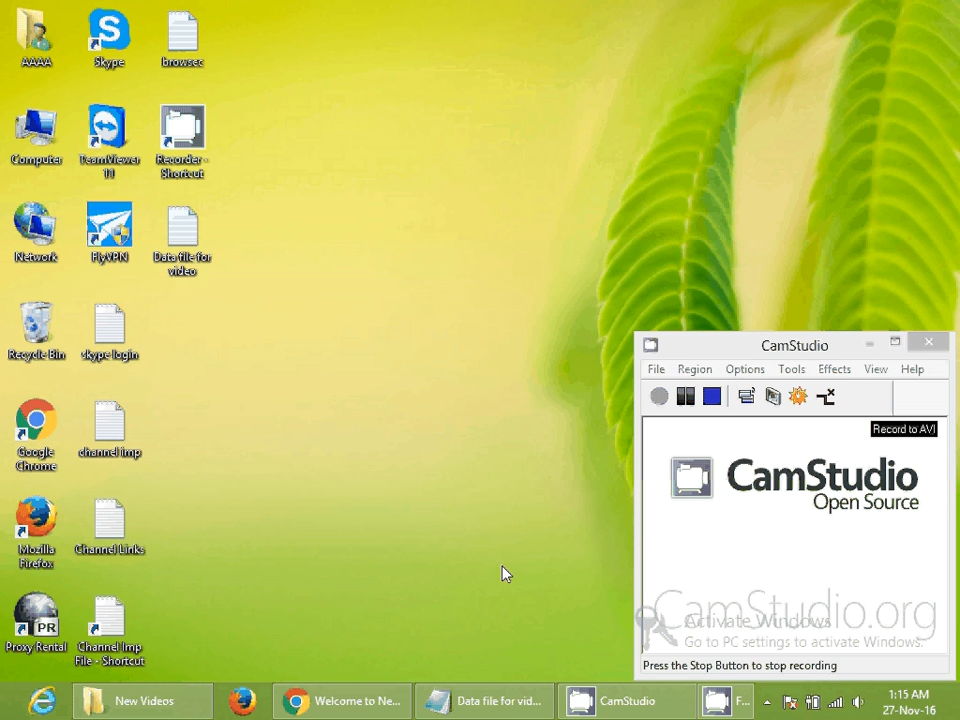 AAAA
Skype
browsec
Computer
TeamViewer
11
Recorder -
Shortcut
Network
FlyVPN
Data file for
video
Recycle Bin
skype login
Google
Chrome
channel imp
Mozilla
Firefox
Channel Links
PR
Proxy Rental
Channel Imp
File - Shortcut
CamStudio
File Region Options Tools Effects View Help
Record to AVI
CamStudio
Open Source
CamStudio.org
Activate Windows
Go to PC settings to activate Windows.
Press the Stop Button to stop recording
New Videos
Welcome to Ne...
Data file for vid...
CamStudio
F...
1:15 AM
27-Nov-16